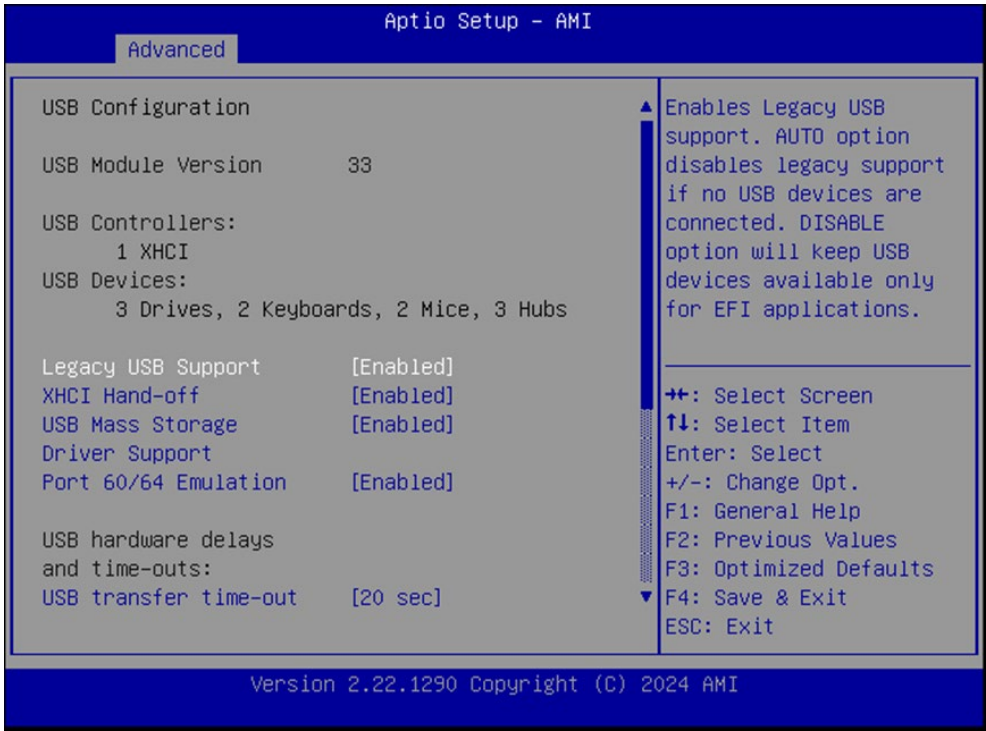 Aptio Setup – AMI
Advanced
USB Configuration
USB Module Version 33
USB Controllers:
1 XHCI
USB Devices:
3 Drives, 2 Keyboards, 2 Mice, 3 Hubs
Legacy USB Support [Enabled]
XHCI Hand-off [Enabled]
USB Mass Storage [Enabled]
Driver Support
Port 60/64 Emulation [Enabled]
USB hardware delays
and time-outs:
USB transfer time-out [20 sec]
Enables Legacy USB
support. AUTO option
disables legacy support
if no USB devices are
connected. DISABLE
option will keep USB
devices available only
for EFI applications.
→←: Select Screen
↑↓: Select Item
Enter: Select
+/-: Change Opt.
F1: General Help
F2: Previous Values
F3: Optimized Defaults
F4: Save & Exit
ESC: Exit
Version 2.22.1290 Copyright (C) 2024 AMI